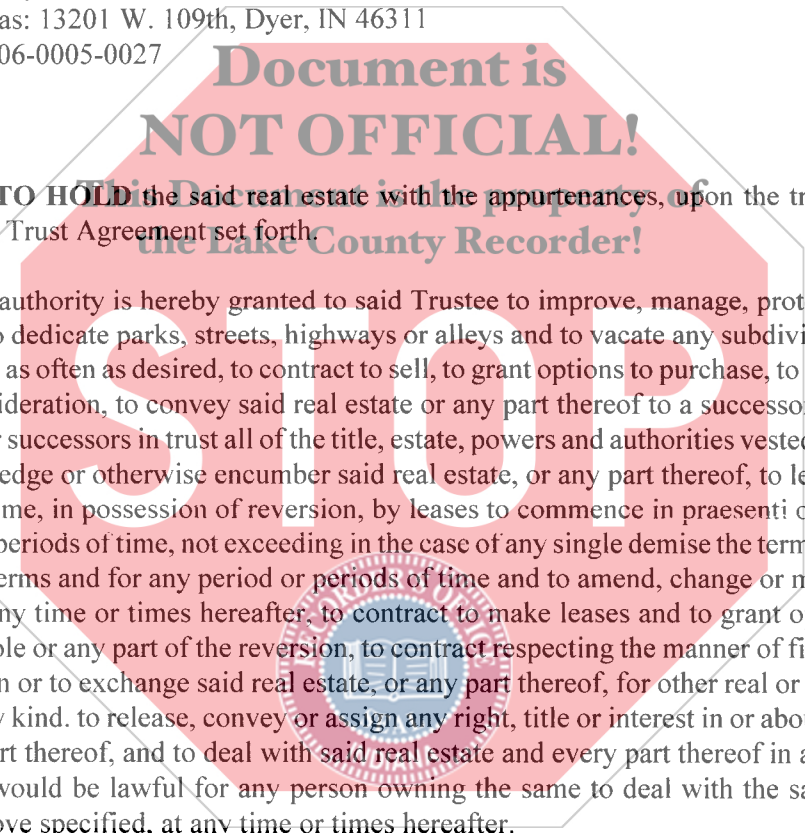 as: 13201 W. 109th, Dyer, IN 46311
06-0005-0027
Document is
NOT OFFICIAL!
This Document is the property of
the Lake County Recorder!
TO HOLD the said real estate with the appurtenances, upon the tr
Trust Agreement set forth.
authority is hereby granted to said Trustee to improve, manage, prot
o dedicate parks, streets, highways or alleys and to vacate any subdivi
as often as desired, to contract to sell, to grant options to purchase, to
ideration, to convey said real estate or any part thereof to a successo
r successors in trust all of the title, estate, powers and authorities vested
edge or otherwise encumber said real estate, or any part thereof, to le
me, in possession of reversion, by leases to commence in praesenti o
periods of time, not exceeding in the case of any single demise the term
erms and for any period or periods of time and to amend, change or m
ny time or times hereafter, to contract to make leases and to grant o
ole or any part of the reversion, to contract respecting the manner of fi
n or to exchange said real estate, or any part thereof, for other real or
y kind. to release, convey or assign any right, title or interest in or abou
rt thereof, and to deal with said real estate and every part thereof in a
would be lawful for any person owning the same to deal with the sa
ove specified, at any time or times hereafter.
STOP
RECORDER'S OFFICE
INDIANA